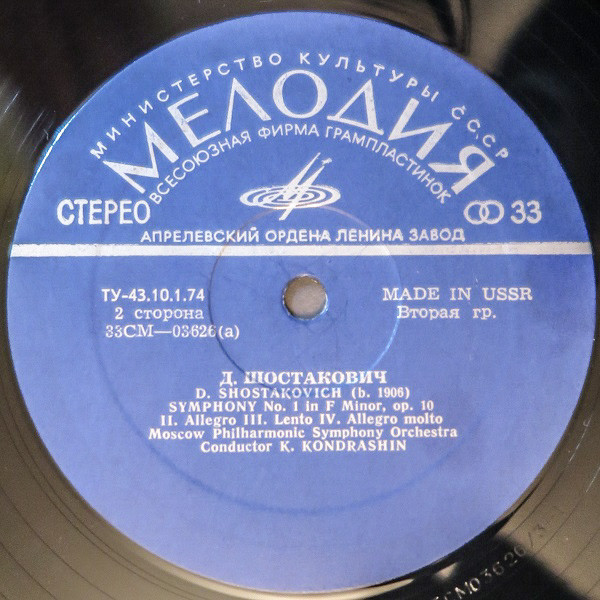 МИНИСТЕРСТВО КУЛЬТУРЫ СССР
МЕЛОДИЯ
ВСЕСОЮЗНАЯ ФИРМА ГРАМПЛАСТИНОК
СТЕРЕО
33
АПРЕЛЕВСКИЙ ОРДЕНА ЛЕНИНА ЗАВОД
ТУ-43.10.1.74
MADE IN USSR
2 сторона
Вторая гр.
33СМ—03626(а)
Д. ШОСТАКОВИЧ
D. SHOSTAKOVICH (b. 1906)
SYMPHONY No. 1 in F Minor, op. 10
II. Allegro III. Lento IV. Allegro molto
Moscow Philharmonic Symphony Orchestra
Conductor K. KONDRASHIN